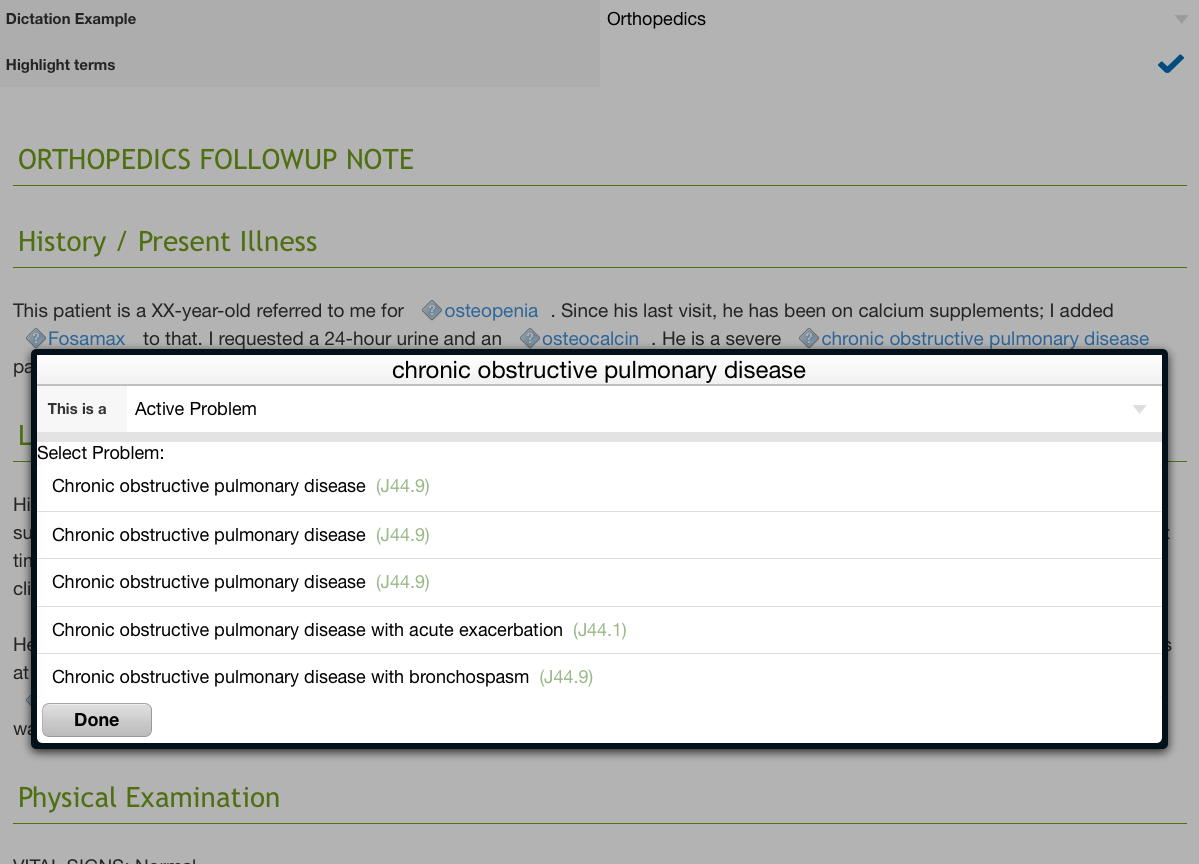 Dictation Example
Orthopedics
Highlight terms
ORTHOPEDICS FOLLOWUP NOTE
History / Present Illness
This patient is a XX-year-old referred to me for osteopenia . Since his last visit, he has been on calcium supplements; I added
Fosamax to that. I requested a 24-hour urine and an osteocalcin . He is a severe chronic obstructive pulmonary disease
chronic obstructive pulmonary disease
This is a
Active Problem
Select Problem:
Chronic obstructive pulmonary disease (J44.9)
Chronic obstructive pulmonary disease (J44.9)
Chronic obstructive pulmonary disease (J44.9)
Chronic obstructive pulmonary disease with acute exacerbation (J44.1)
Chronic obstructive pulmonary disease with bronchospasm (J44.9)
Done
Physical Examination
VITAL SIGNS: Normal